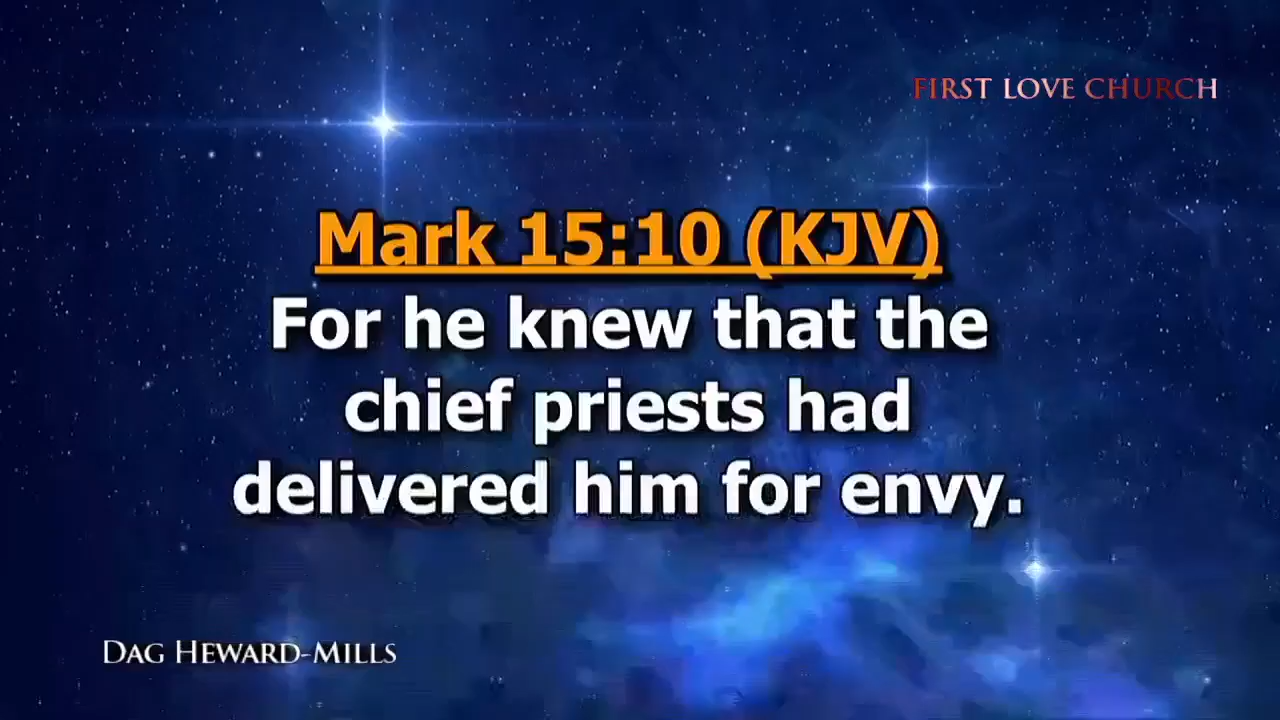 FIRST LOVE CHURCH
Mark 15:10 (KJV)
For he knew that the
chief priests had
delivered him for envy.
DAG HEWARD-MILLS